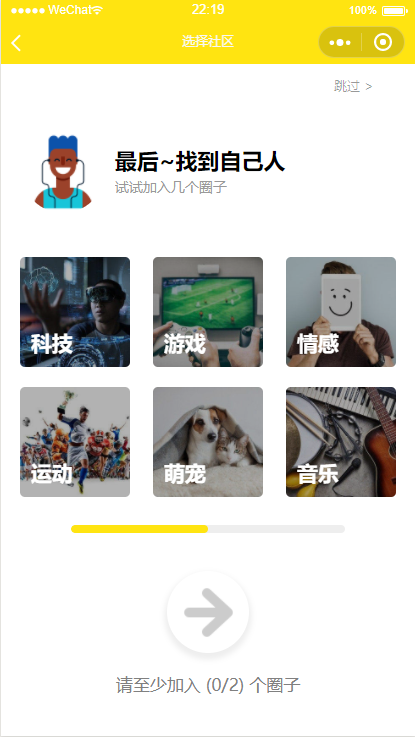 ●●●●● WeChat 22:19 100%
选择社区
跳过 >
最后~找到自己人
试试加入几个圈子
科技 游戏 情感
运动 萌宠 音乐
请至少加入 (0/2) 个圈子